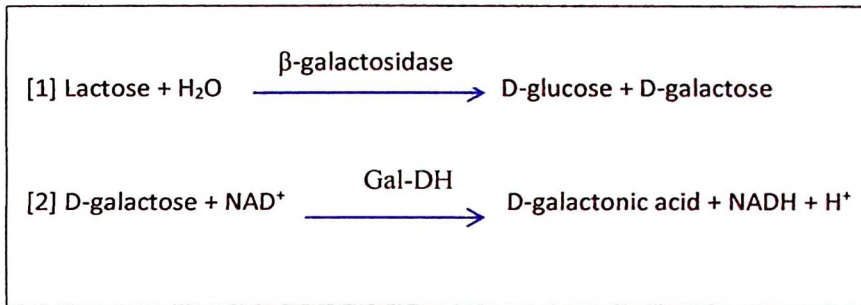 β-galactosidase
[1] Lactose + H₂O D-glucose + D-galactose
Gal-DH
[2] D-galactose + NAD⁺ D-galactonic acid + NADH + H⁺